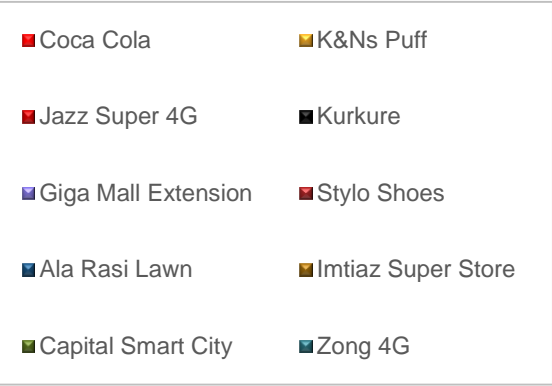 Coca Cola
K&Ns Puff
Jazz Super 4G
Kurkure
Giga Mall Extension
Stylo Shoes
Ala Rasi Lawn
Imtiaz Super Store
Capital Smart City
Zong 4G